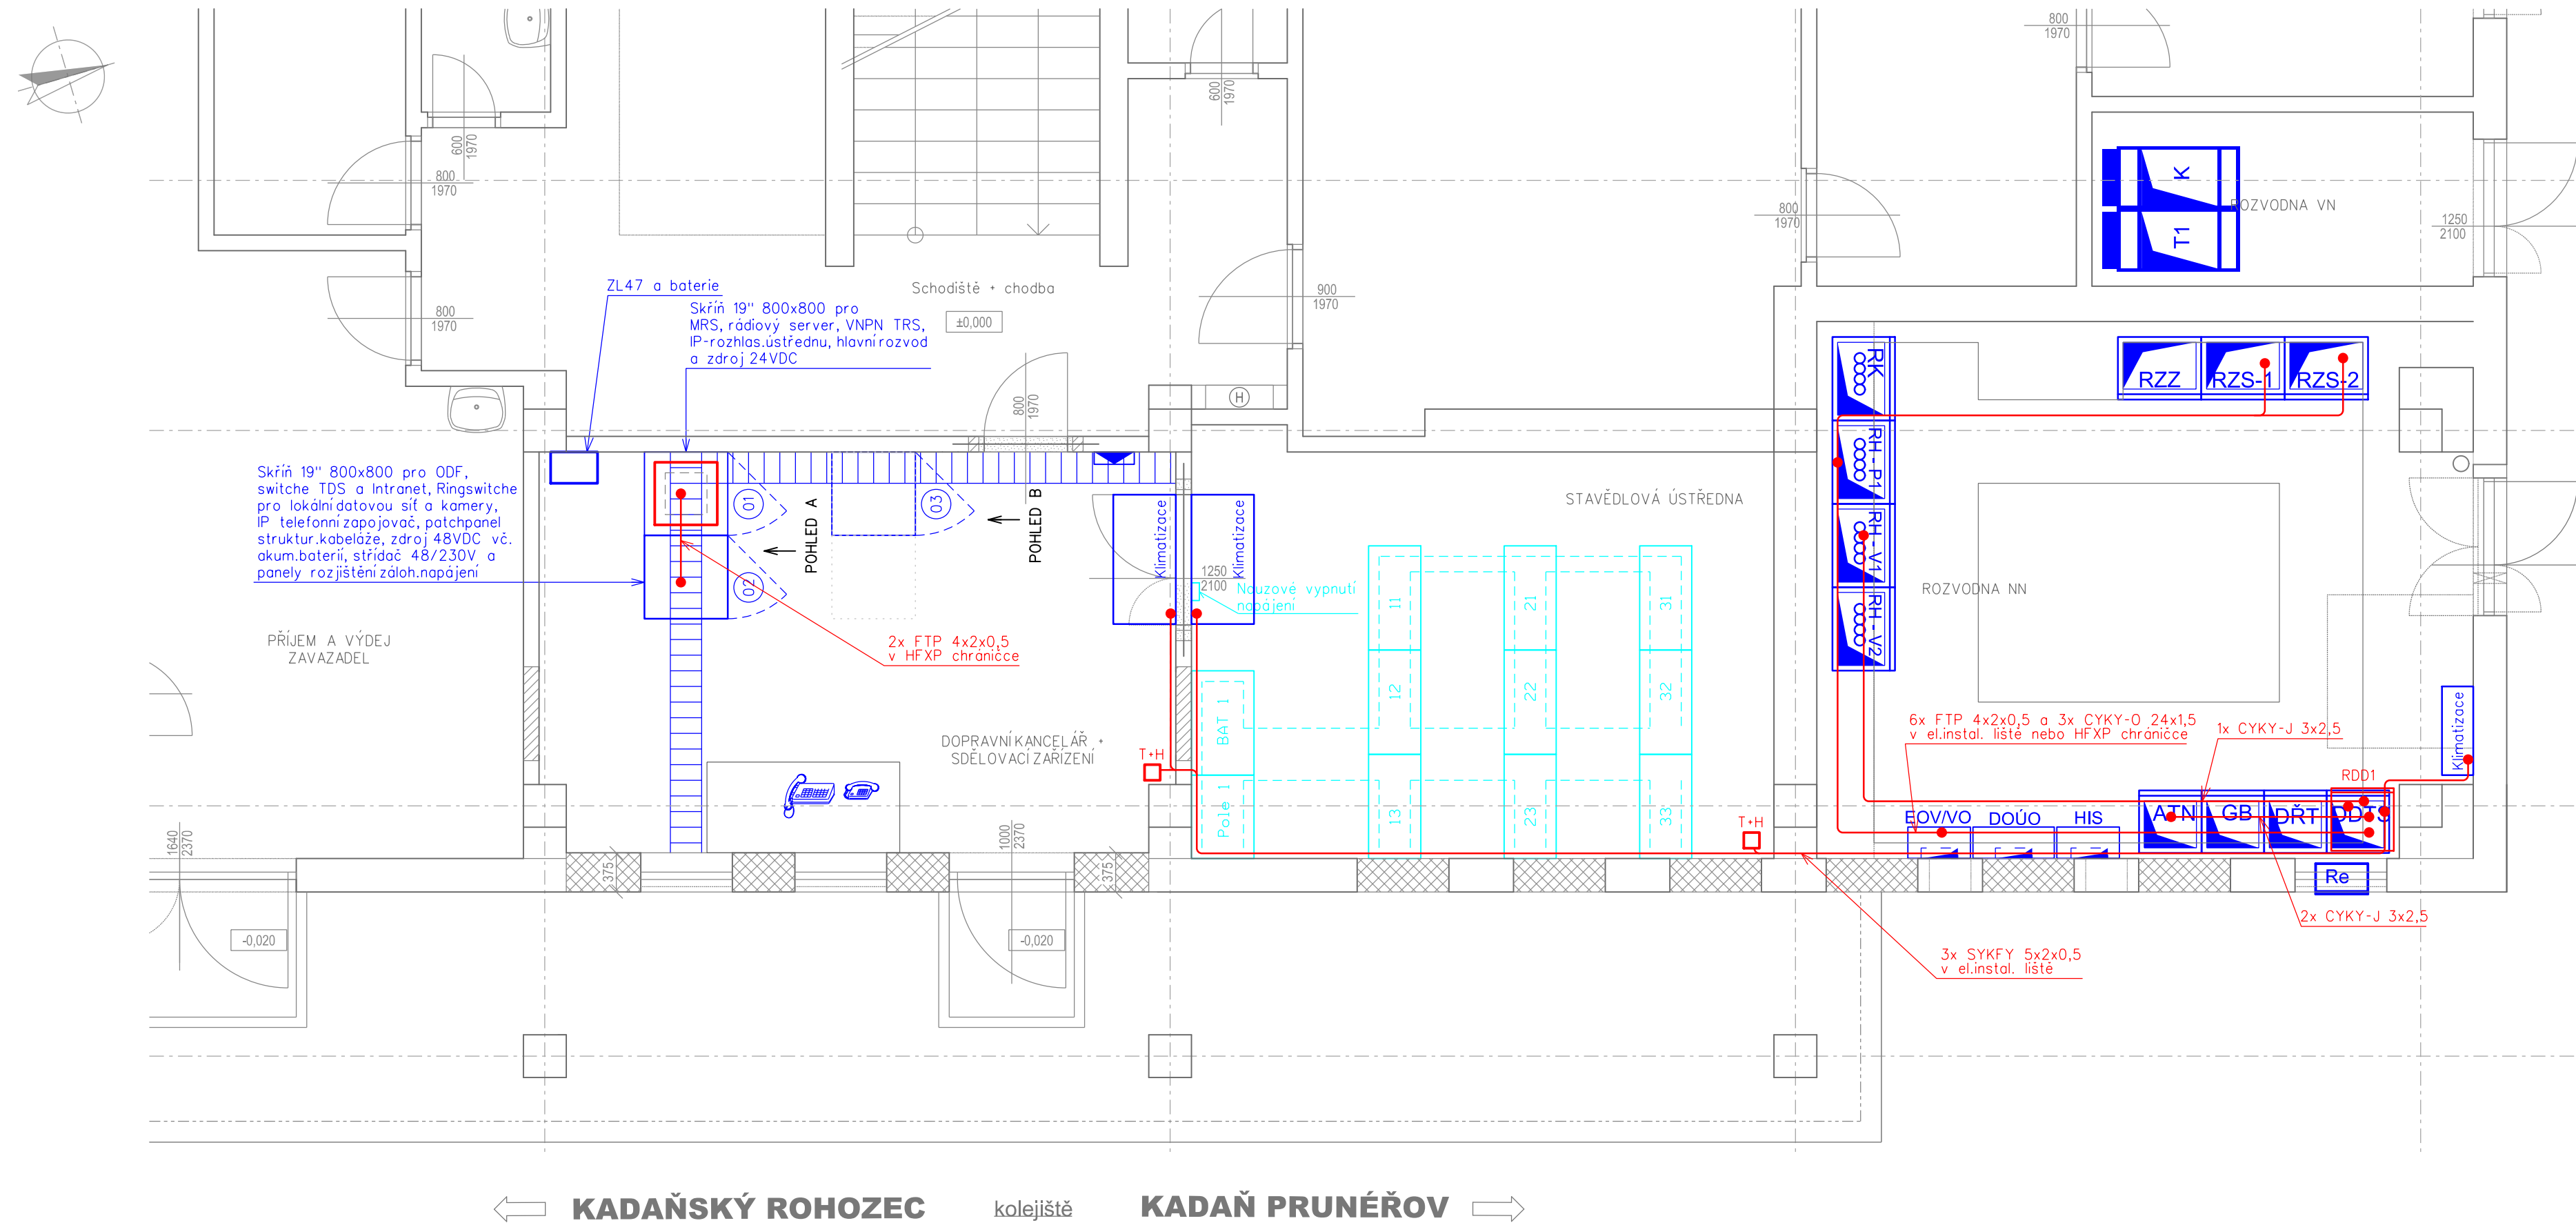 800
1970
600
1970
600
1970
800
1970
800
1970
K
T1
ROZVODNA VN
1250
2100
800
1970
ZL47 a baterie
Schodiště + chodba
±0,000
900
1970
Skříň 19" 800x800 pro
MRS, rádiový server, VNPN TRS,
IP-rozhlas.ústřednu, hlavní rozvod
a zdroj 24VDC
800
1970
H
RK
RH - P1
RH - V1
RH - V2
RZZ
RZS-1
RZS-2
Skříň 19" 800x800 pro ODF,
switche TDS a Intranet, Ringswitche
pro lokální datovou síť a kamery,
IP telefonní zapojovač, patchpanel
struktur.kabeláže, zdroj 48VDC vč.
akum.baterií, střídač 48/230V a
panely rozjištění záloh.napájení
01
02
03
POHLED A
POHLED B
Klimatizace
Klimatizace
1250
2100
STAVĚDLOVÁ ÚSTŘEDNA
Nouzové vypnutí
napájení
ROZVODNA NN
PŘÍJEM A VÝDEJ
ZAVAZADEL
2x FTP 4x2x0,5
v HFXP chráničce
11
21
31
12
22
32
13
23
33
BAT 1
Pole 1
DOPRAVNÍ KANCELÁŘ +
SDĚLOVACÍ ZAŘÍZENÍ
T+H
T+H
6x FTP 4x2x0,5 a 3x CYKY-O 24x1,5
v el.instal. liště nebo HFXP chráničce
1x CYKY-J 3x2,5
Klimatizace
RDD1
EOV/VO
DOÚO
HIS
ATN
GB
DŘT
DDTS
Re
1640
2370
375
1000
2370
375
2x CYKY-J 3x2,5
-0,020
-0,020
3x SYKFY 5x2x0,5
v el.instal. liště
KADAŇSKÝ ROHOZEC
kolejiště
KADAŇ PRUNÉŘOV